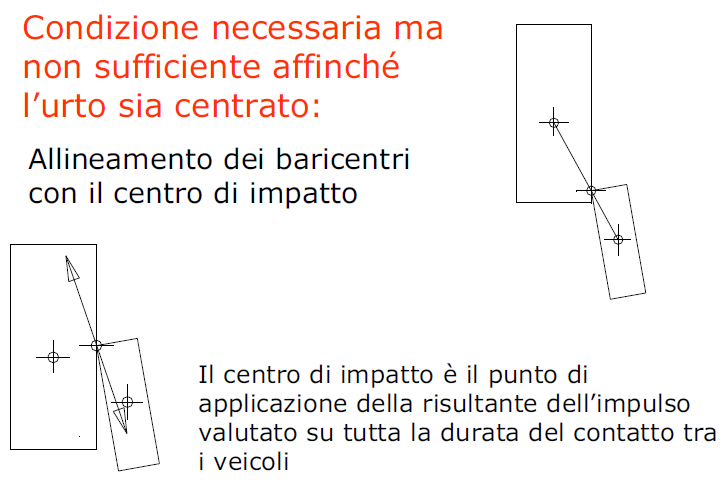 Condizione necessaria ma
non sufficiente affinché
l’urto sia centrato:
Allineamento dei baricentri
con il centro di impatto
Il centro di impatto è il punto di
applicazione della risultante dell’impulso
valutato su tutta la durata del contatto tra
i veicoli